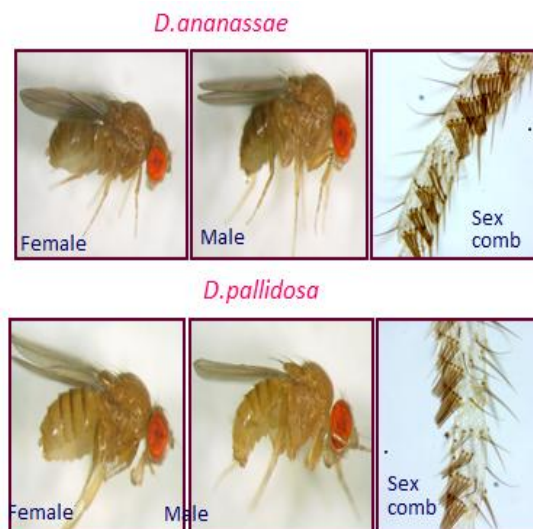 D.ananassae
Female
Male
Sex
comb
D.pallidosa
Female
Male
Sex
comb